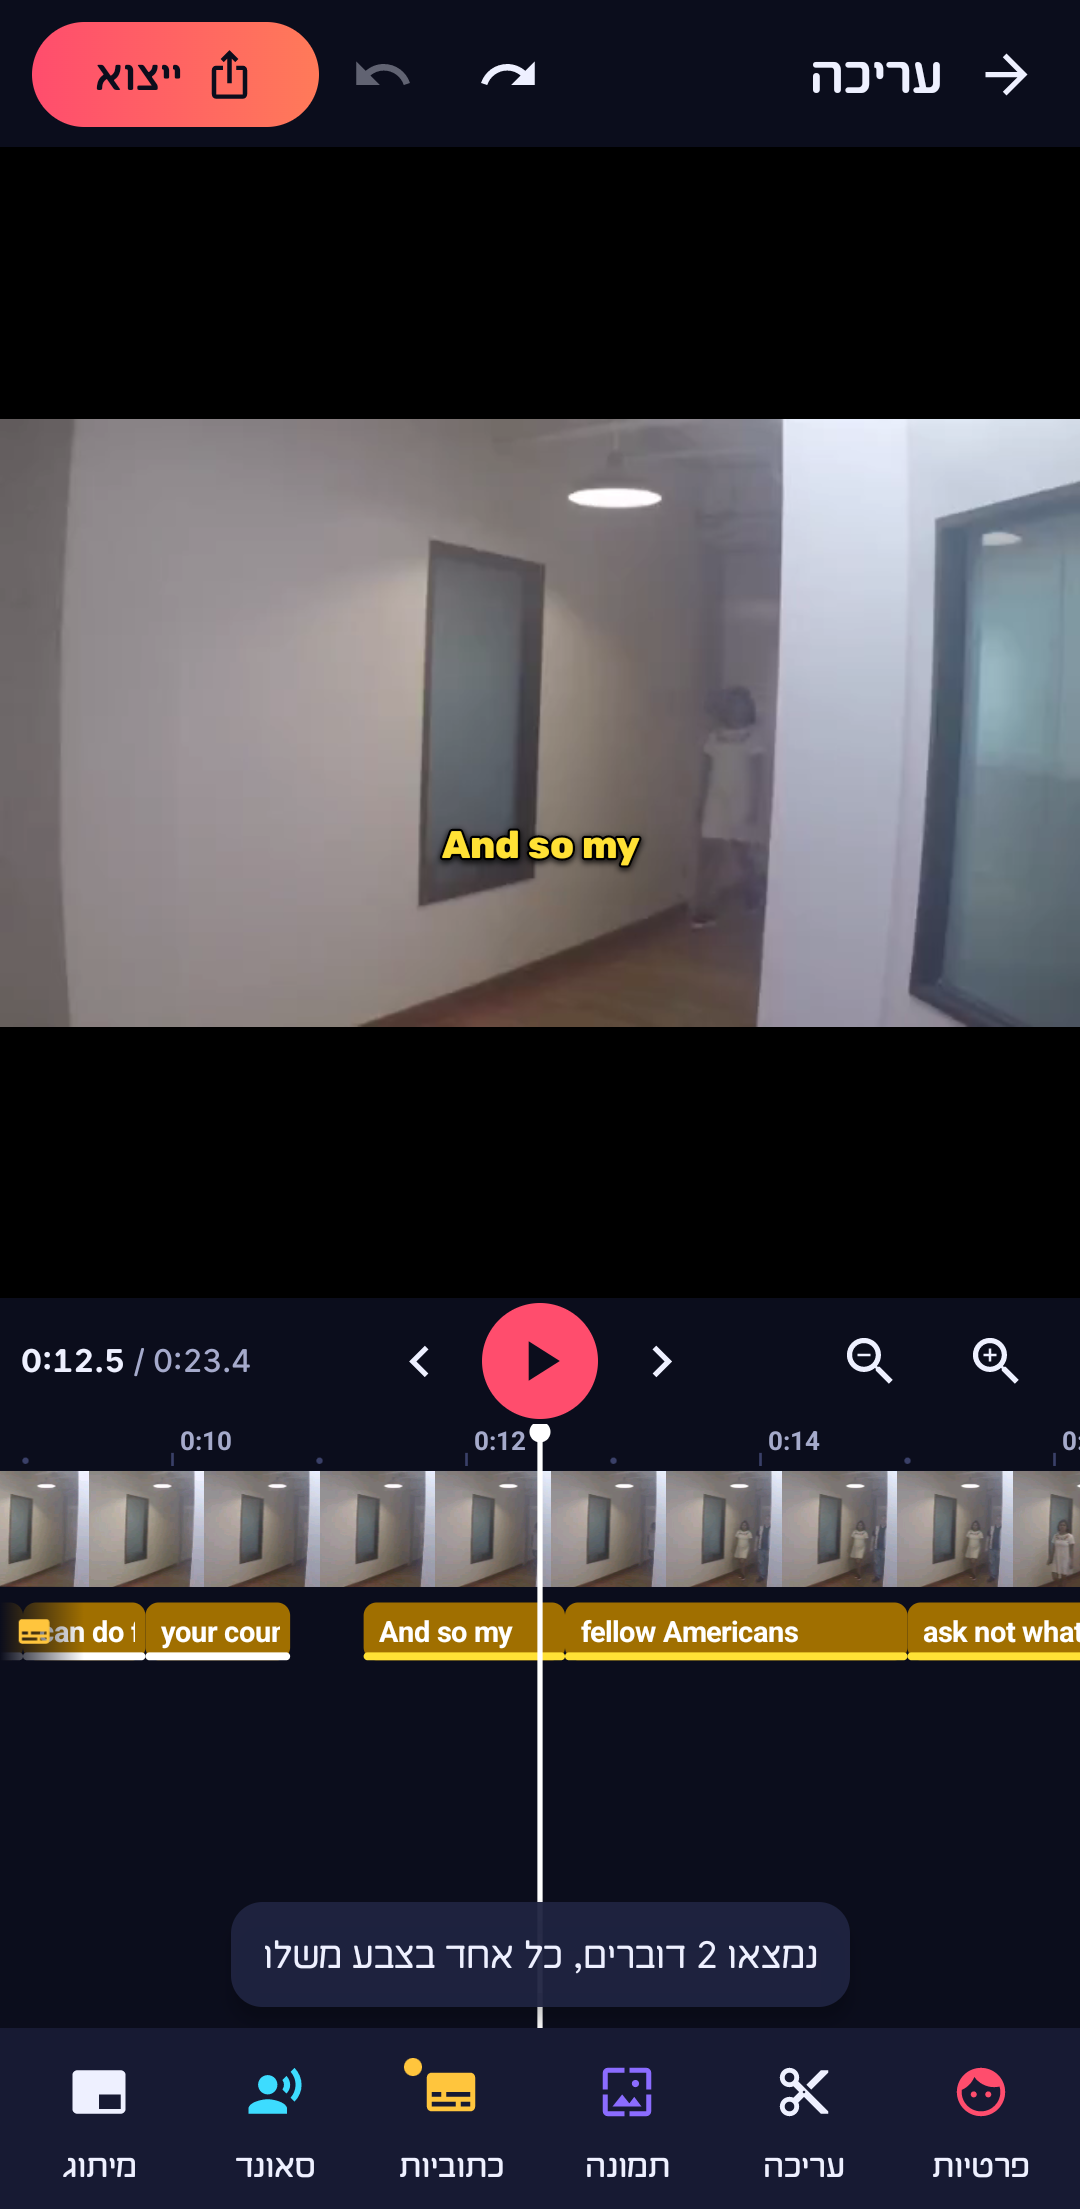 עריכה
ייצוא
And so my
0:12.5 / 0:23.4
0:10
0:12
0:14
can do
your cour
And so my
fellow Americans
ask not what
נמצאו 2 דוברים, כל אחד בצבע משלו
פרטיות
עריכה
תמונה
כתוביות
סאונד
מיתוג